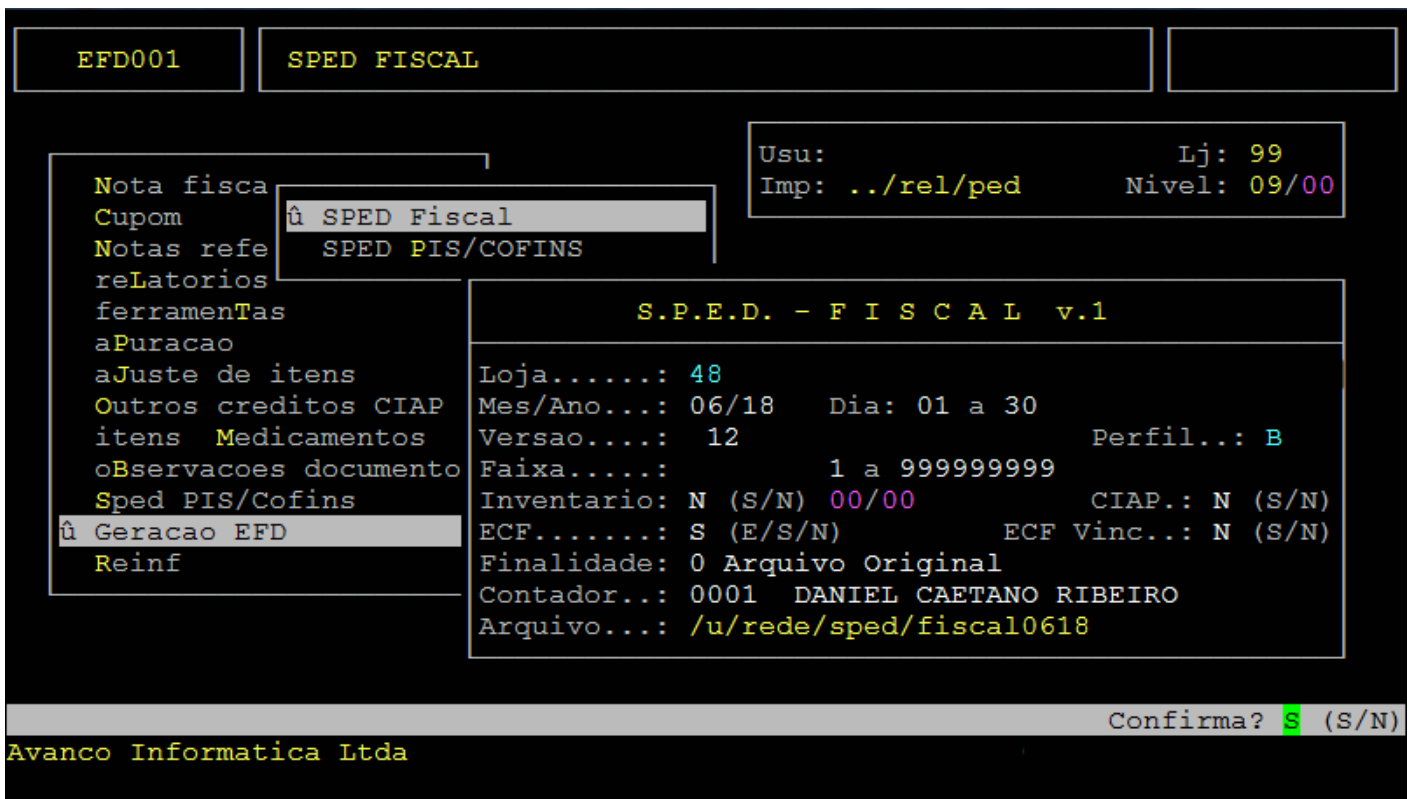 EFD001 SPED FISCAL
Usu: Lj: 99
Imp: ../rel/ped Nivel: 09/00
Nota fisca
Cupom
Notas refe
reLatorios
ferramenTas
aPuracao
aJuste de itens
Outros creditos CIAP
itens Medicamentos
oBservacoes documento
Sped PIS/Cofins
û Geracao EFD
Reinf
û SPED Fiscal
SPED PIS/COFINS
S.P.E.D. - F I S C A L v.1
Loja......: 48
Mes/Ano...: 06/18 Dia: 01 a 30
Versao....: 12 Perfil..: B
Faixa.....: 1 a 999999999
Inventario: N (S/N) 00/00 CIAP.: N (S/N)
ECF.......: S (E/S/N) ECF Vinc..: N (S/N)
Finalidade: 0 Arquivo Original
Contador..: 0001 DANIEL CAETANO RIBEIRO
Arquivo...: /u/rede/sped/fiscal0618
Confirma? S (S/N)
Avanco Informatica Ltda